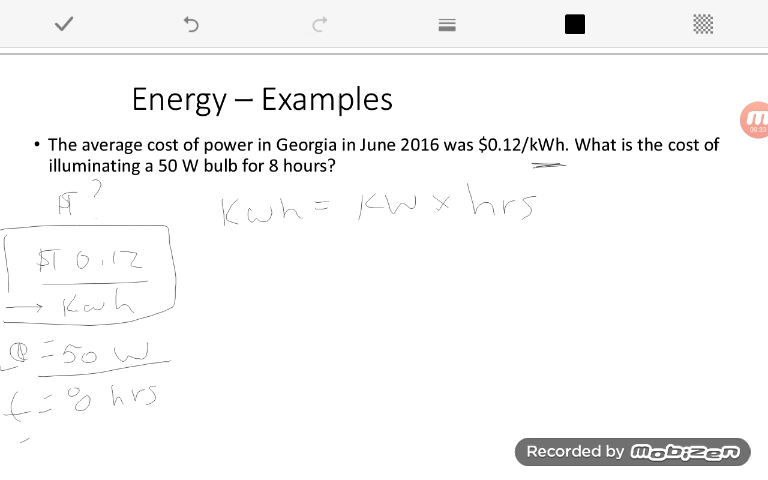 Energy – Examples
• The average cost of power in Georgia in June 2016 was $0.12/kWh. What is the cost of
illuminating a 50 W bulb for 8 hours?
$ ?
Kwh = KW × hrs
$ 0.12
→ Kwh
= 50 W
t = 8 hrs
Recorded by mobizen